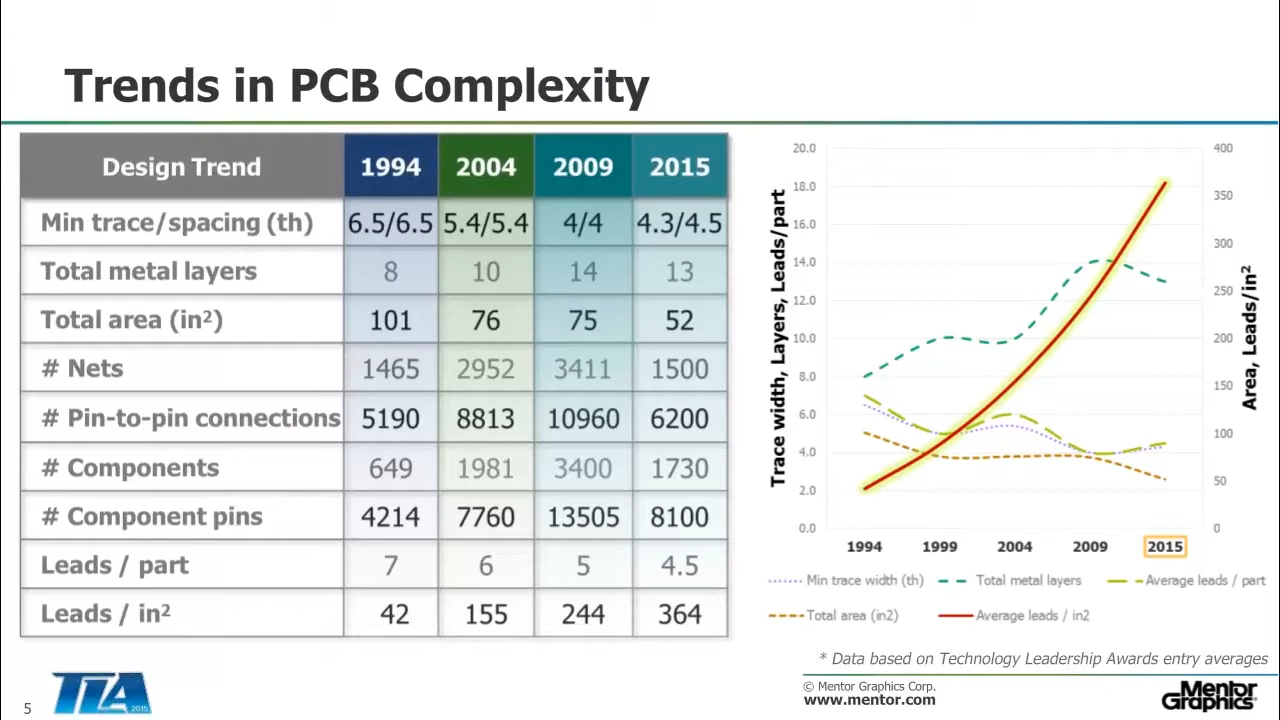 Trends in PCB Complexity
Design Trend 1994 2004 2009 2015
Min trace/spacing (th) 6.5/6.5 5.4/5.4 4/4 4.3/4.5
Total metal layers 8 10 14 13
Total area (in²) 101 76 75 52
# Nets 1465 2952 3411 1500
# Pin-to-pin connections 5190 8813 10960 6200
# Components 649 1981 3400 1730
# Component pins 4214 7760 13505 8100
Leads / part 7 6 5 4.5
Leads / in² 42 155 244 364
Trace width, Layers, Leads/part
20.0
18.0
16.0
14.0
12.0
10.0
8.0
6.0
4.0
2.0
0.0
400
350
300
250
200
150
100
50
0
Area, Leads/in²
1994 1999 2004 2009 2015
Min trace width (th) Total metal layers Average leads / part
Total area (in2) Average leads / in2
* Data based on Technology Leadership Awards entry averages
5
TLA
2015
© Mentor Graphics Corp.
www.mentor.com
Mentor
Graphics